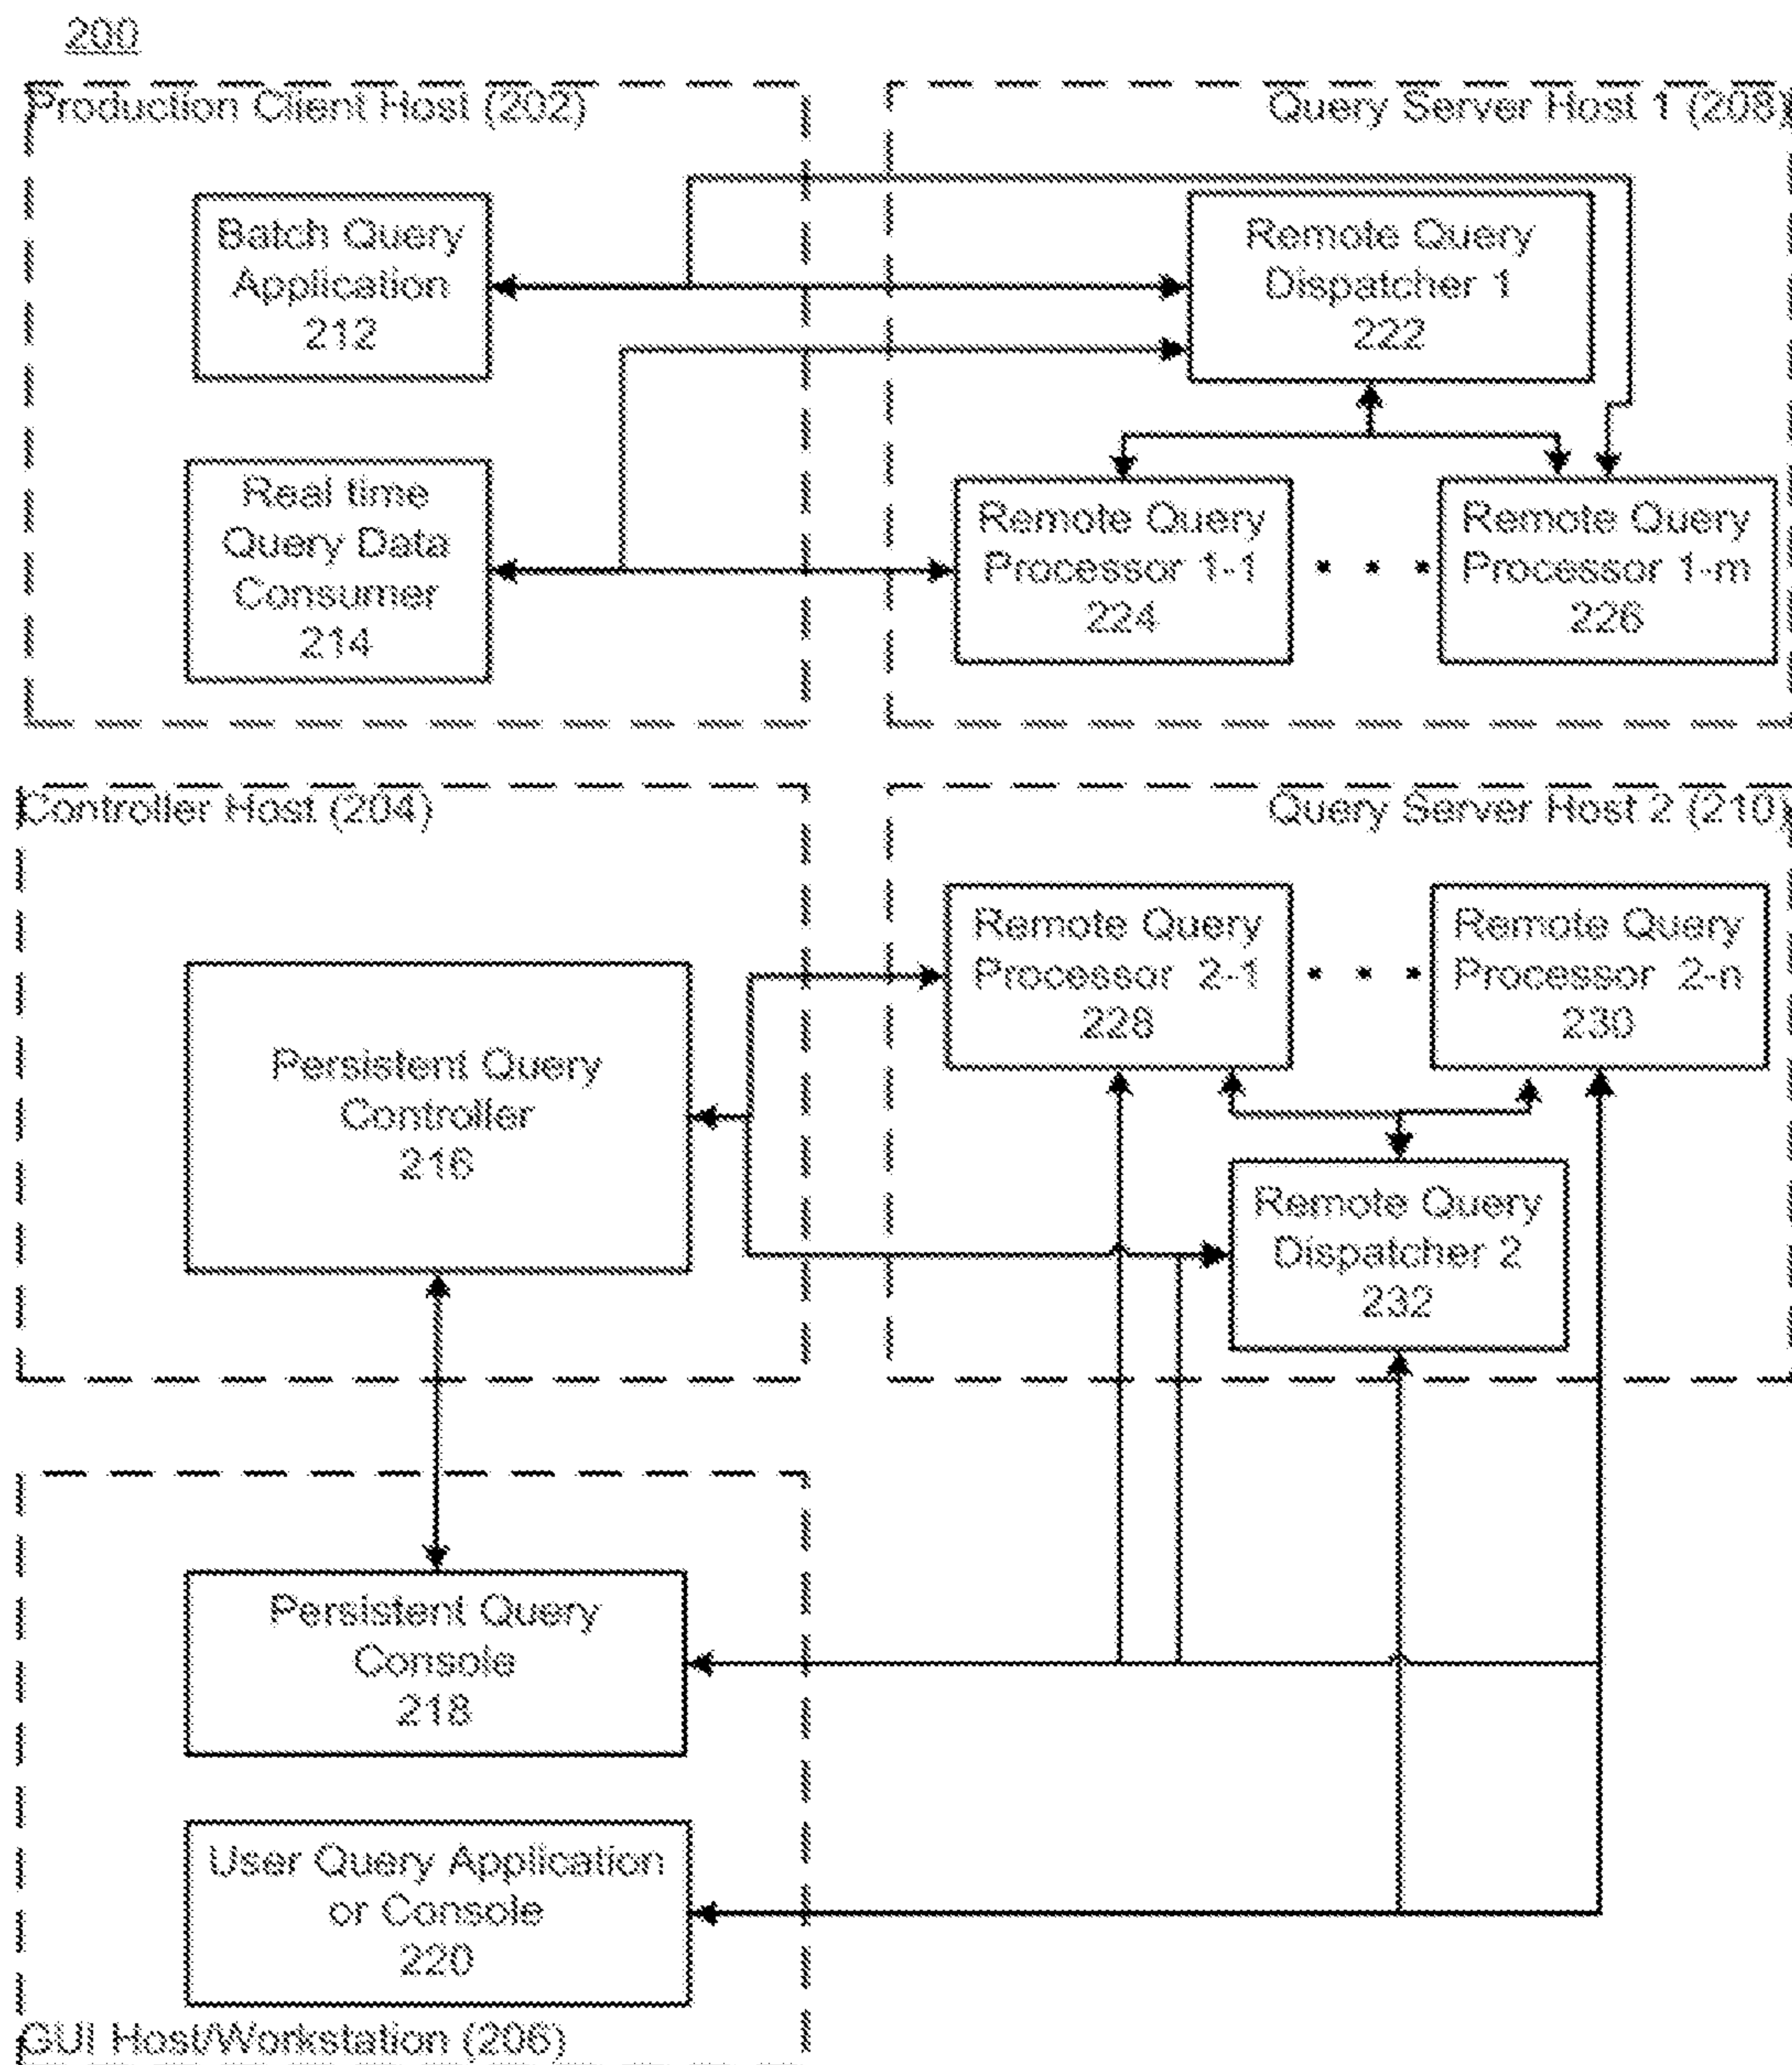 200
Production Client Host (202)
Query Server Host 1 (208)
Batch Query
Application
212
Remote Query
Dispatcher 1
222
Real time
Query Data
Consumer
214
Remote Query
Processor 1-1
224
Remote Query
Processor 1-m
226
Controller Host (204)
Query Server Host 2 (210)
Remote Query
Processor 2-1
228
Remote Query
Processor 2-n
230
Persistent Query
Controller
216
Remote Query
Dispatcher 2
232
Persistent Query
Console
218
User Query Application
or Console
220
GUI Host/Workstation (206)